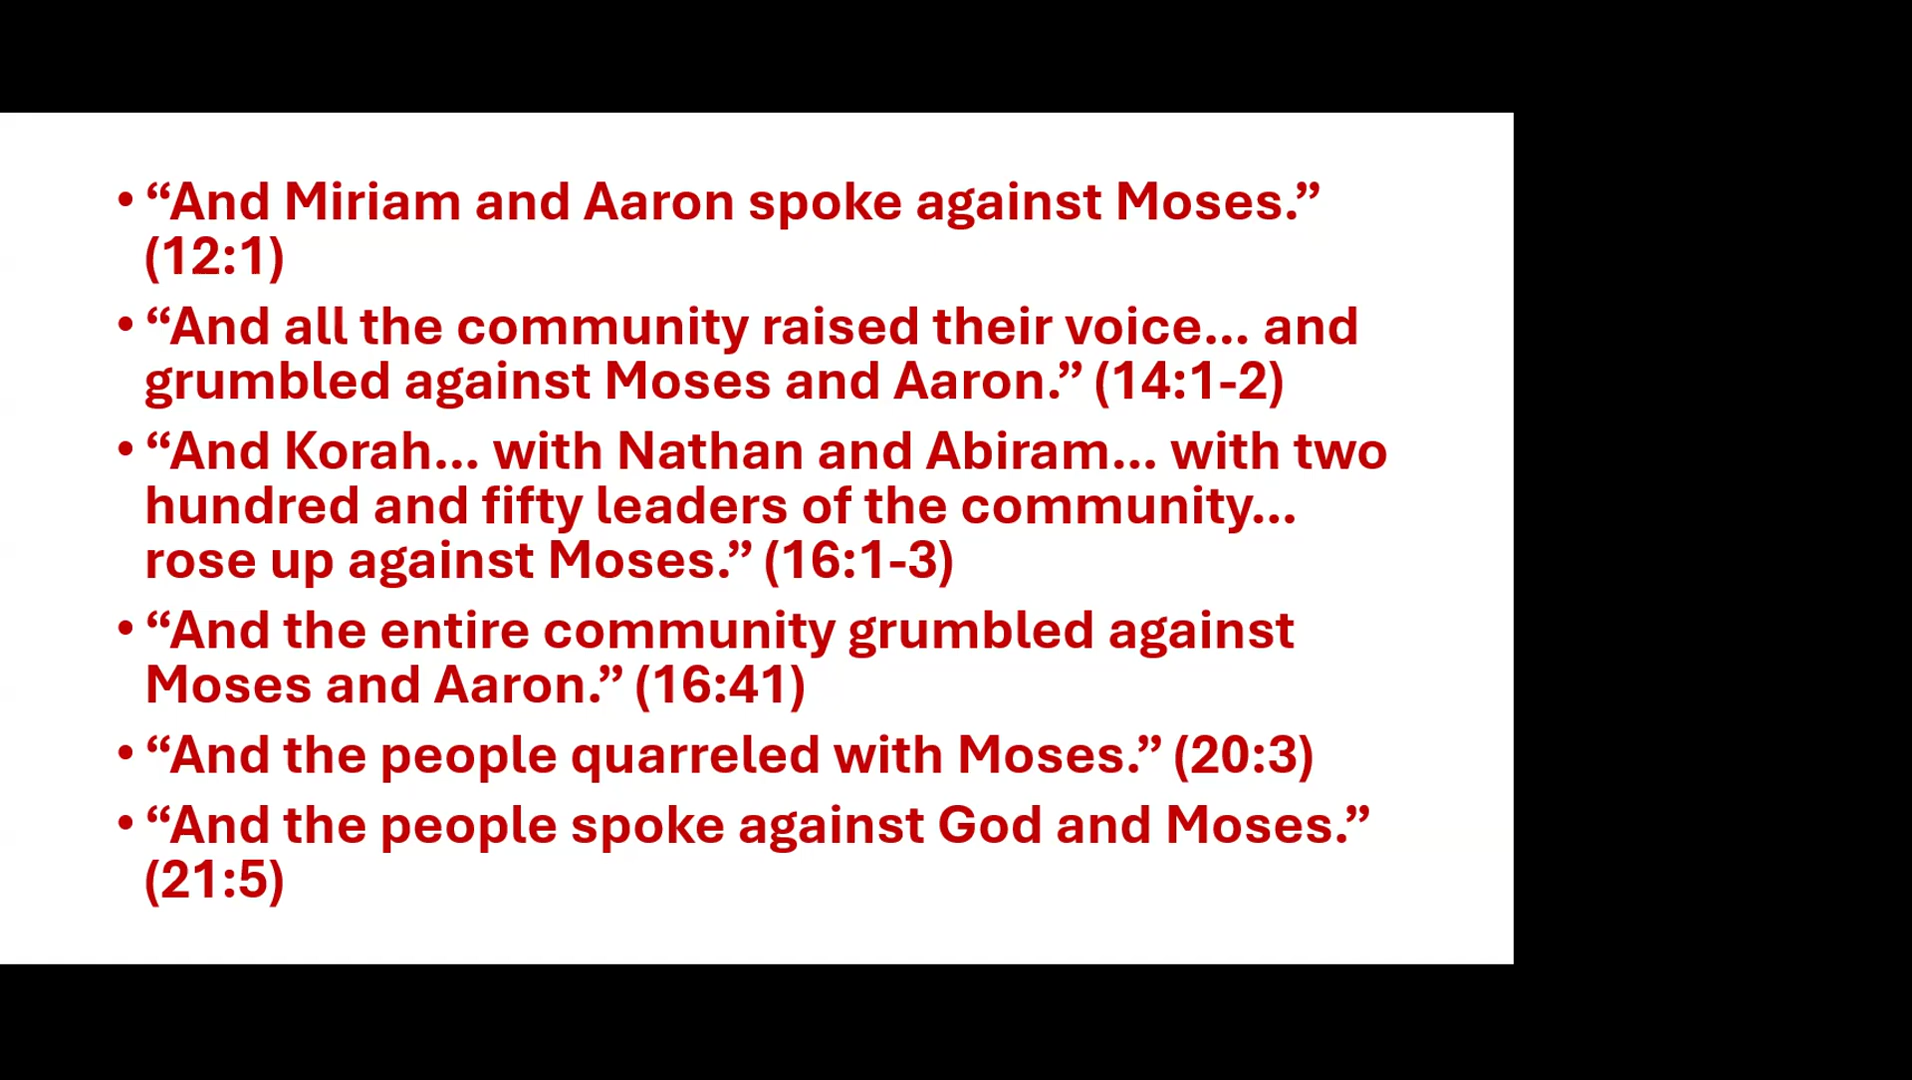 • “And Miriam and Aaron spoke against Moses.”
(12:1)
• “And all the community raised their voice… and
grumbled against Moses and Aaron.” (14:1-2)
• “And Korah… with Nathan and Abiram… with two
hundred and fifty leaders of the community…
rose up against Moses.” (16:1-3)
• “And the entire community grumbled against
Moses and Aaron.” (16:41)
• “And the people quarreled with Moses.” (20:3)
• “And the people spoke against God and Moses.”
(21:5)